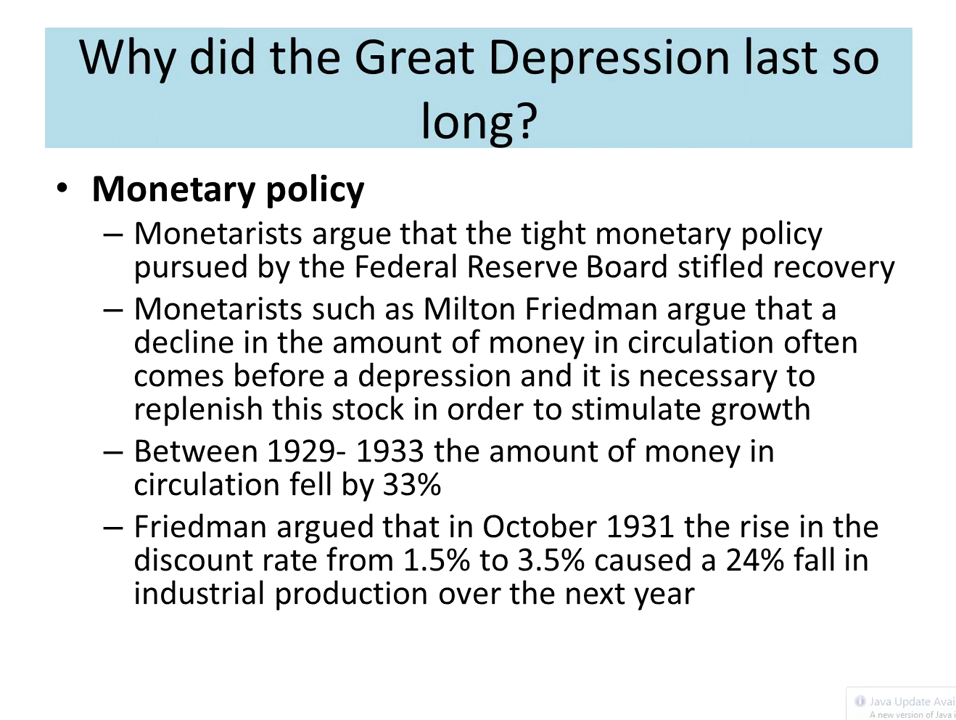 Why did the Great Depression last so
long?
• Monetary policy
– Monetarists argue that the tight monetary policy
pursued by the Federal Reserve Board stifled recovery
– Monetarists such as Milton Friedman argue that a
decline in the amount of money in circulation often
comes before a depression and it is necessary to
replenish this stock in order to stimulate growth
– Between 1929- 1933 the amount of money in
circulation fell by 33%
– Friedman argued that in October 1931 the rise in the
discount rate from 1.5% to 3.5% caused a 24% fall in
industrial production over the next year
Java Update Avai
A new version of Java i